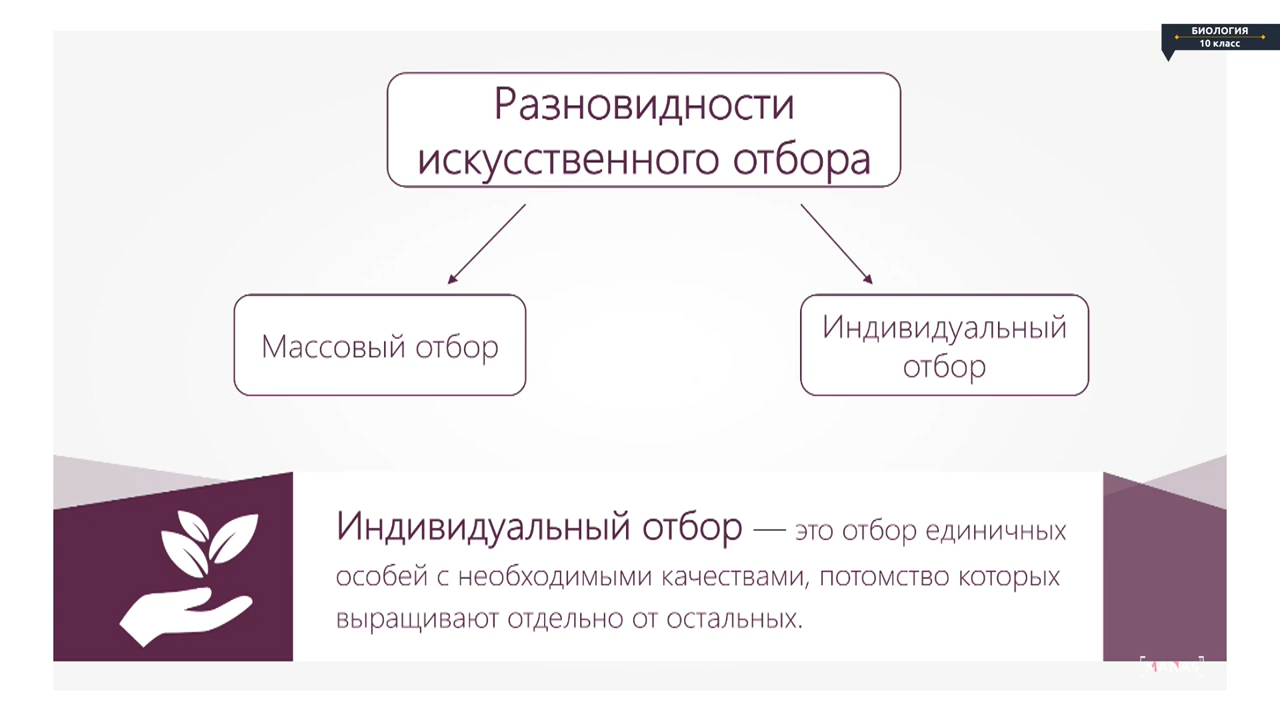 БИОЛОГИЯ
10 класс
Разновидности
искусственного отбора
Массовый отбор
Индивидуальный
отбор
Индивидуальный отбор — это отбор единичных
особей с необходимыми качествами, потомство которых
выращивают отдельно от остальных.